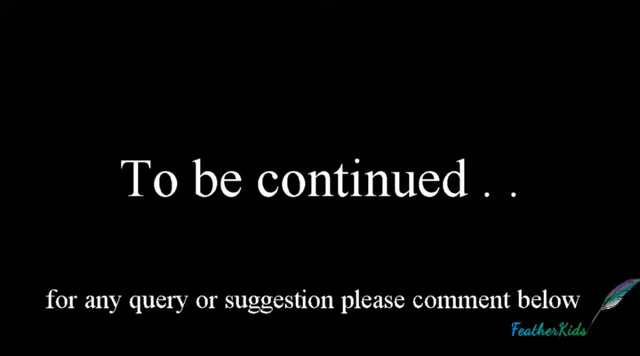 To be continued . .
for any query or suggestion please comment below
FeatherKids